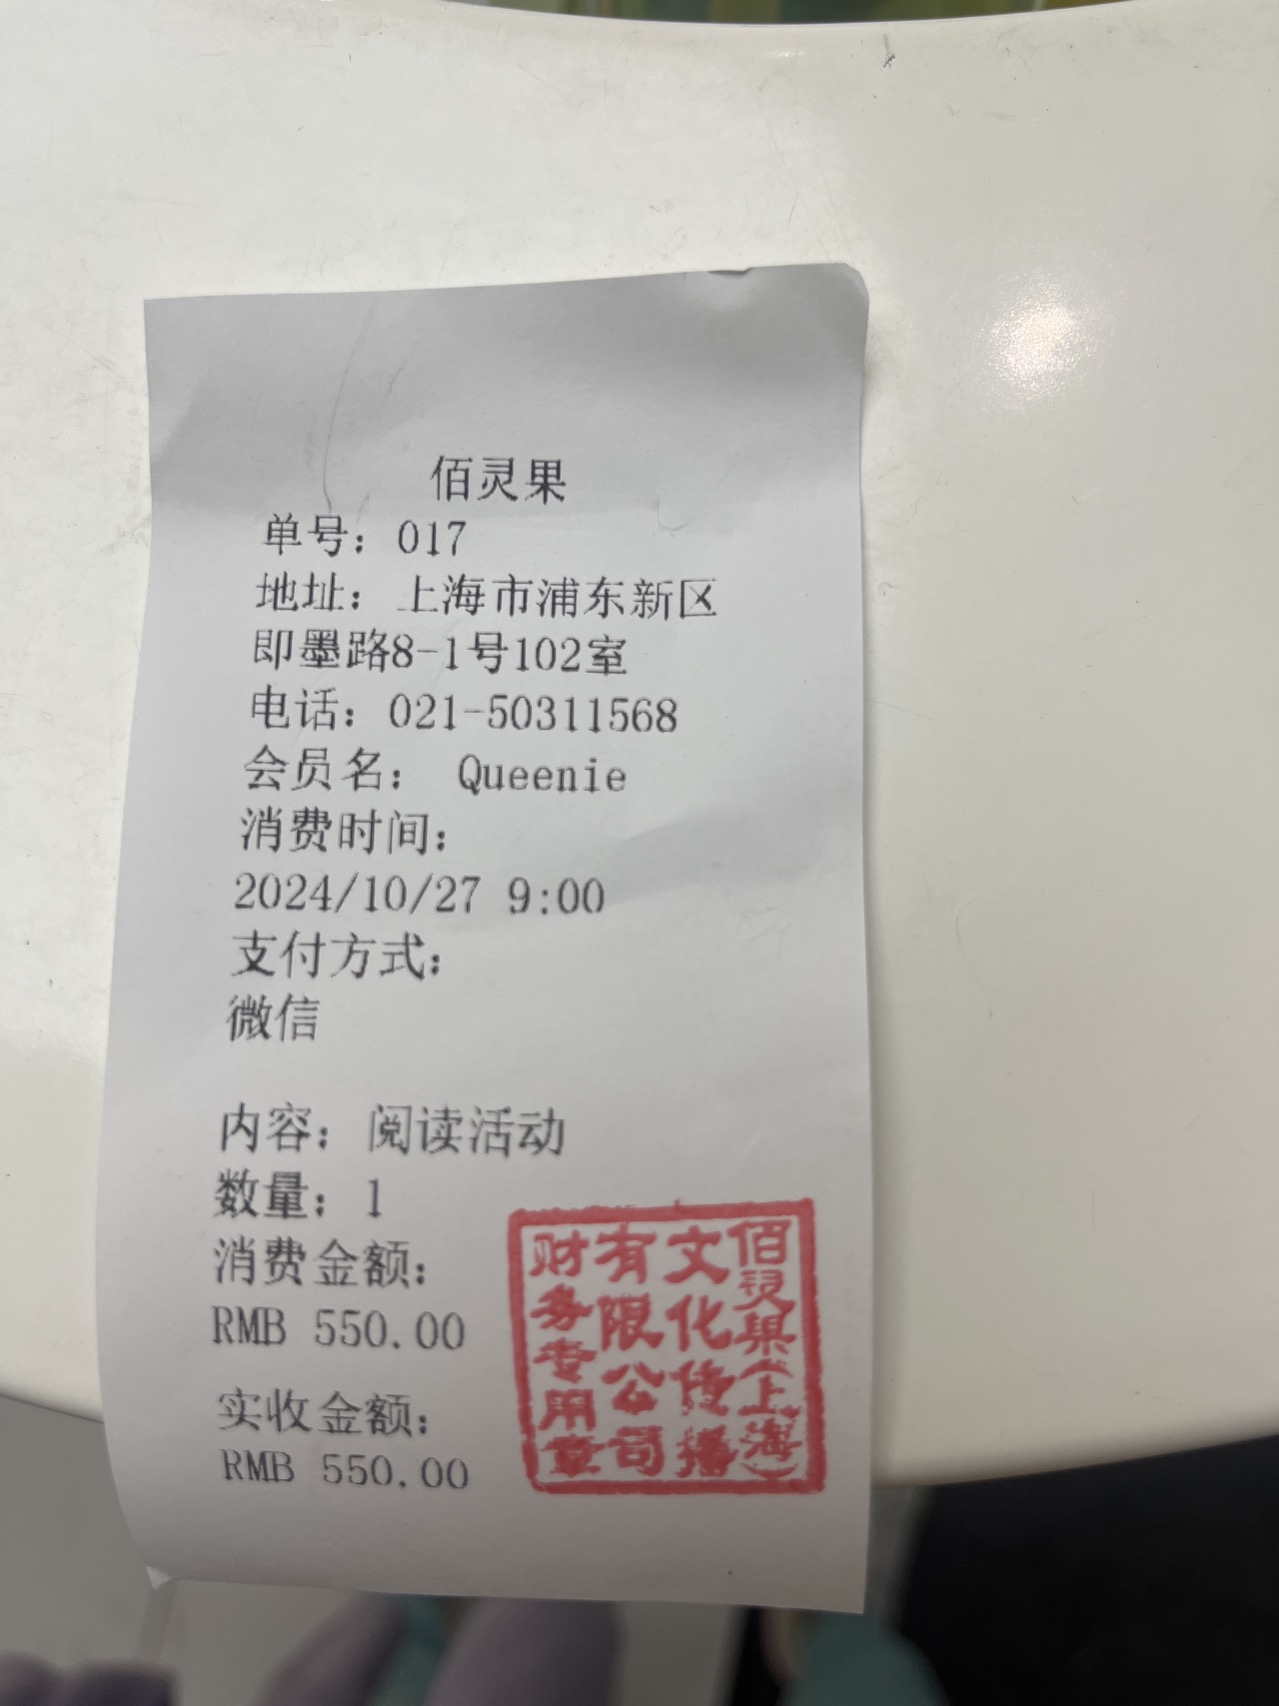 佰灵果
单号：017
地址：上海市浦东新区
即墨路8-1号102室
电话：021-50311568
会员名： Queenie
消费时间：
2024/10/27 9:00
支付方式：
微信
内容：阅读活动
数量：1
消费金额：
RMB 550.00
实收金额：
RMB 550.00
佰灵果（上海）
文化传播
有限公司
财务专用章